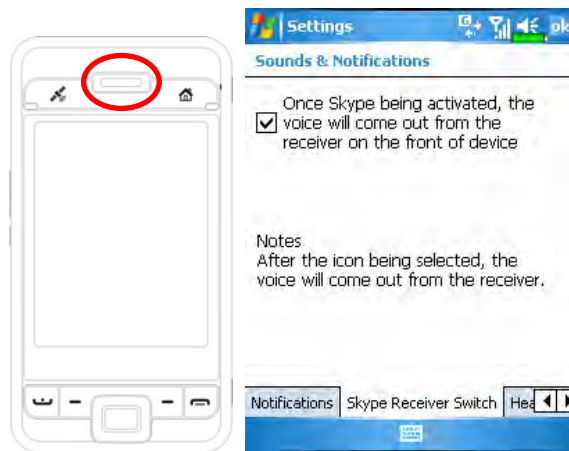 Settings
ok
Sounds & Notifications
Once Skype being activated, the
voice will come out from the
receiver on the front of device
Notes
After the icon being selected, the
voice will come out from the receiver.
Notifications Skype Receiver Switch Hea